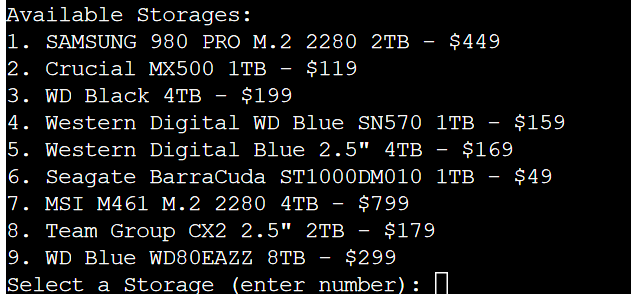 Available Storages:
1. SAMSUNG 980 PRO M.2 2280 2TB - $449
2. Crucial MX500 1TB - $119
3. WD Black 4TB - $199
4. Western Digital WD Blue SN570 1TB - $159
5. Western Digital Blue 2.5" 4TB - $169
6. Seagate BarraCuda ST1000DM010 1TB - $49
7. MSI M461 M.2 2280 4TB - $799
8. Team Group CX2 2.5" 2TB - $179
9. WD Blue WD80EAZZ 8TB - $299
Select a Storage (enter number):